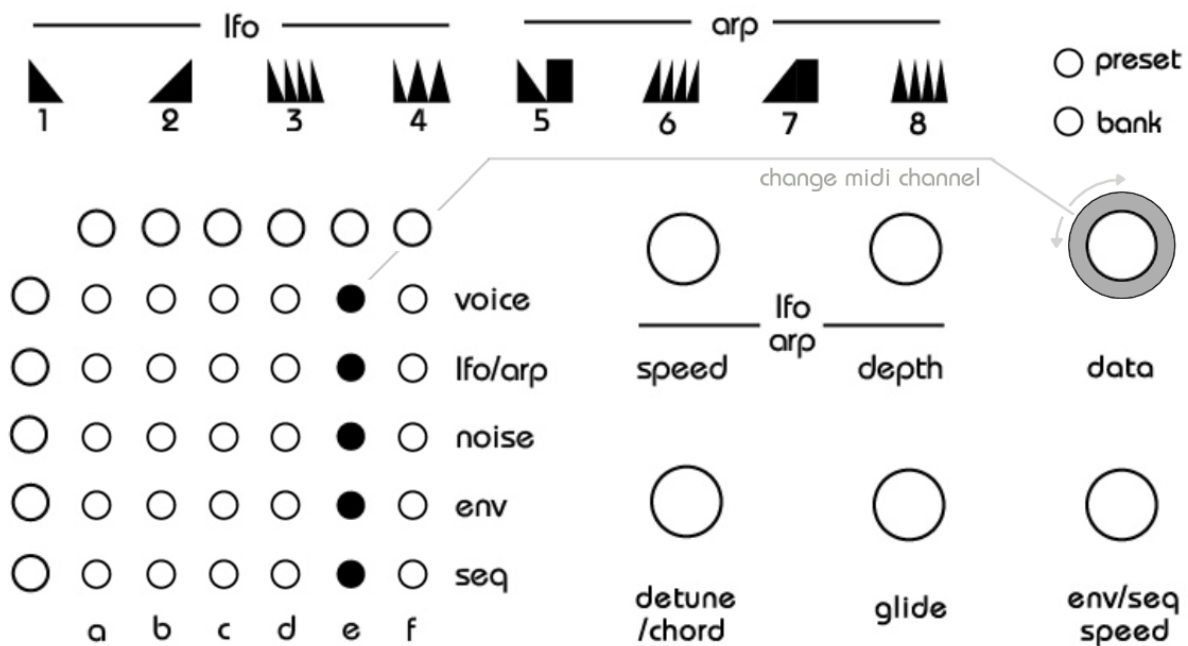 lfo arp
preset
1 2 3 4 5 6 7 8
bank
change midi channel
voice
lfo
arp
lfo/arp
speed depth data
noise
env
seq
detune
/chord
glide
env/seq
speed
a b c d e f